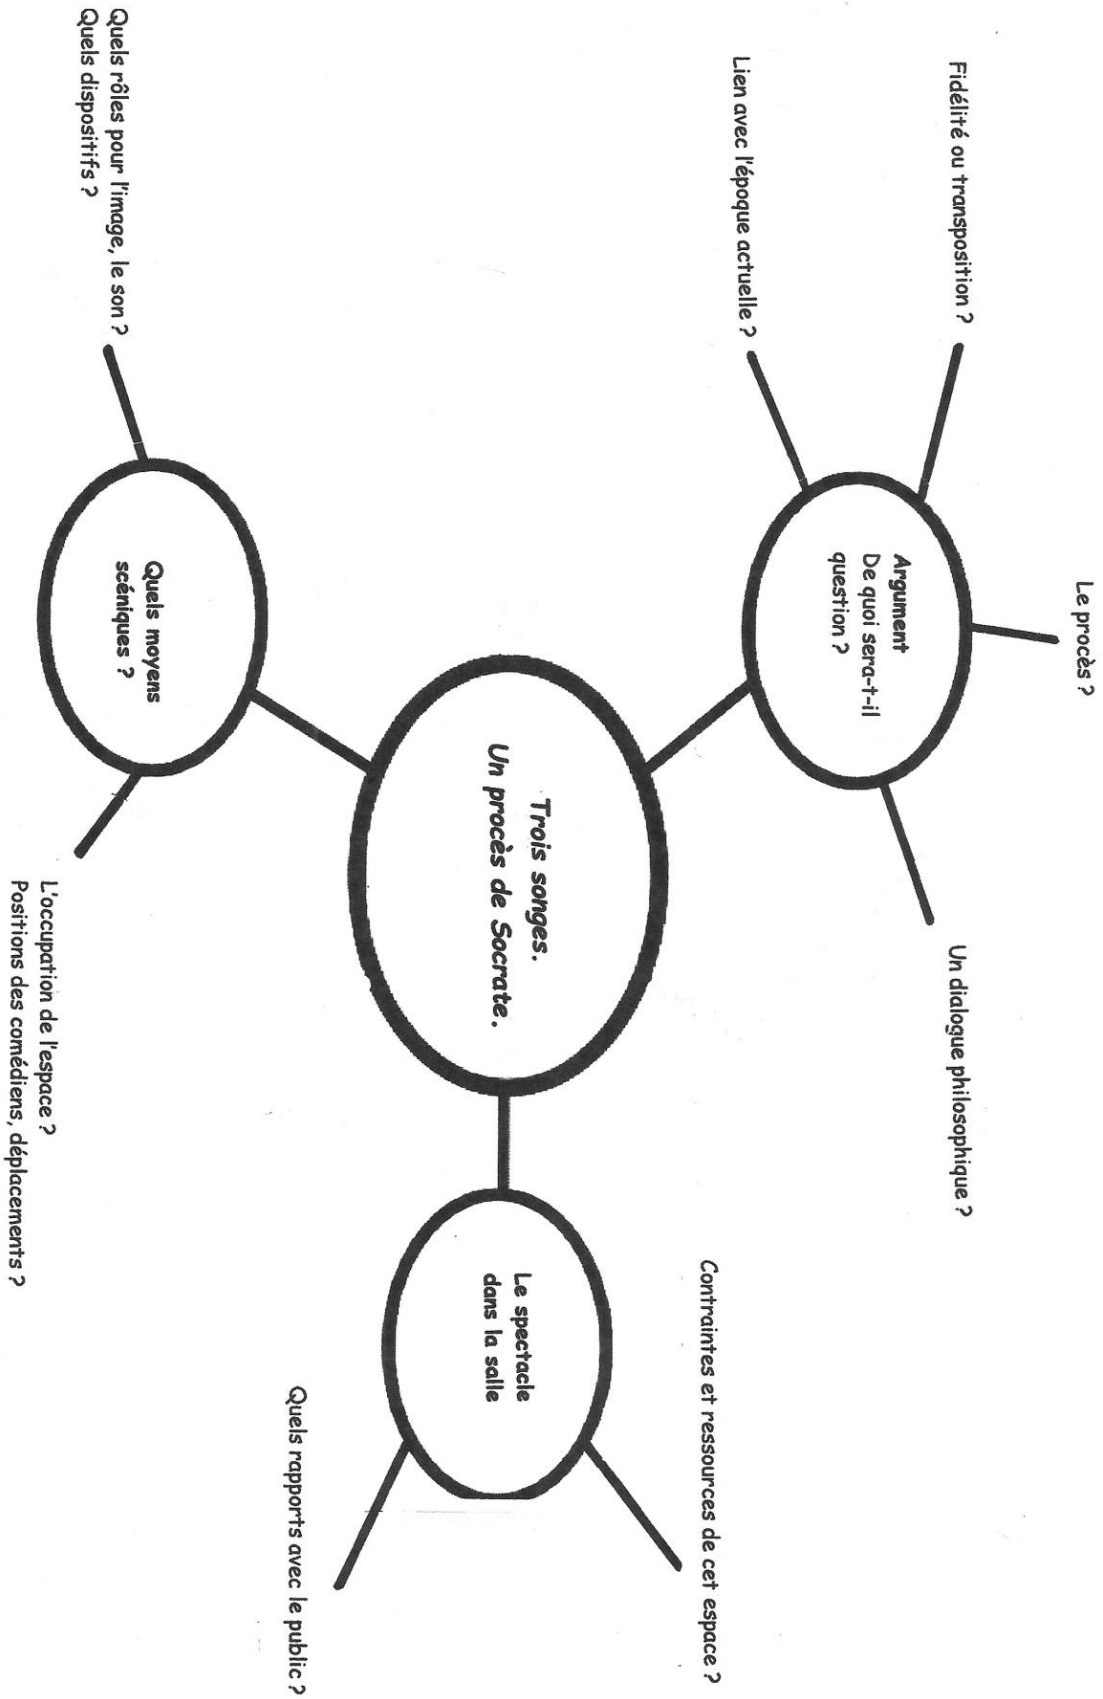 Le procès ?
Fidélité ou transposition ?
Un dialogue philosophique ?
Argument
De quoi sera-t-il
question ?
Lien avec l'époque actuelle ?
Contraintes et ressources de cet espace ?
Trois songes.
Un procès de Socrate.
Le spectacle
dans la salle
Quels rapports avec le public ?
Quels moyens
scéniques ?
Quels rôles pour l'image, le son ?
Quels dispositifs ?
L'occupation de l'espace ?
Positions des comédiens, déplacements ?